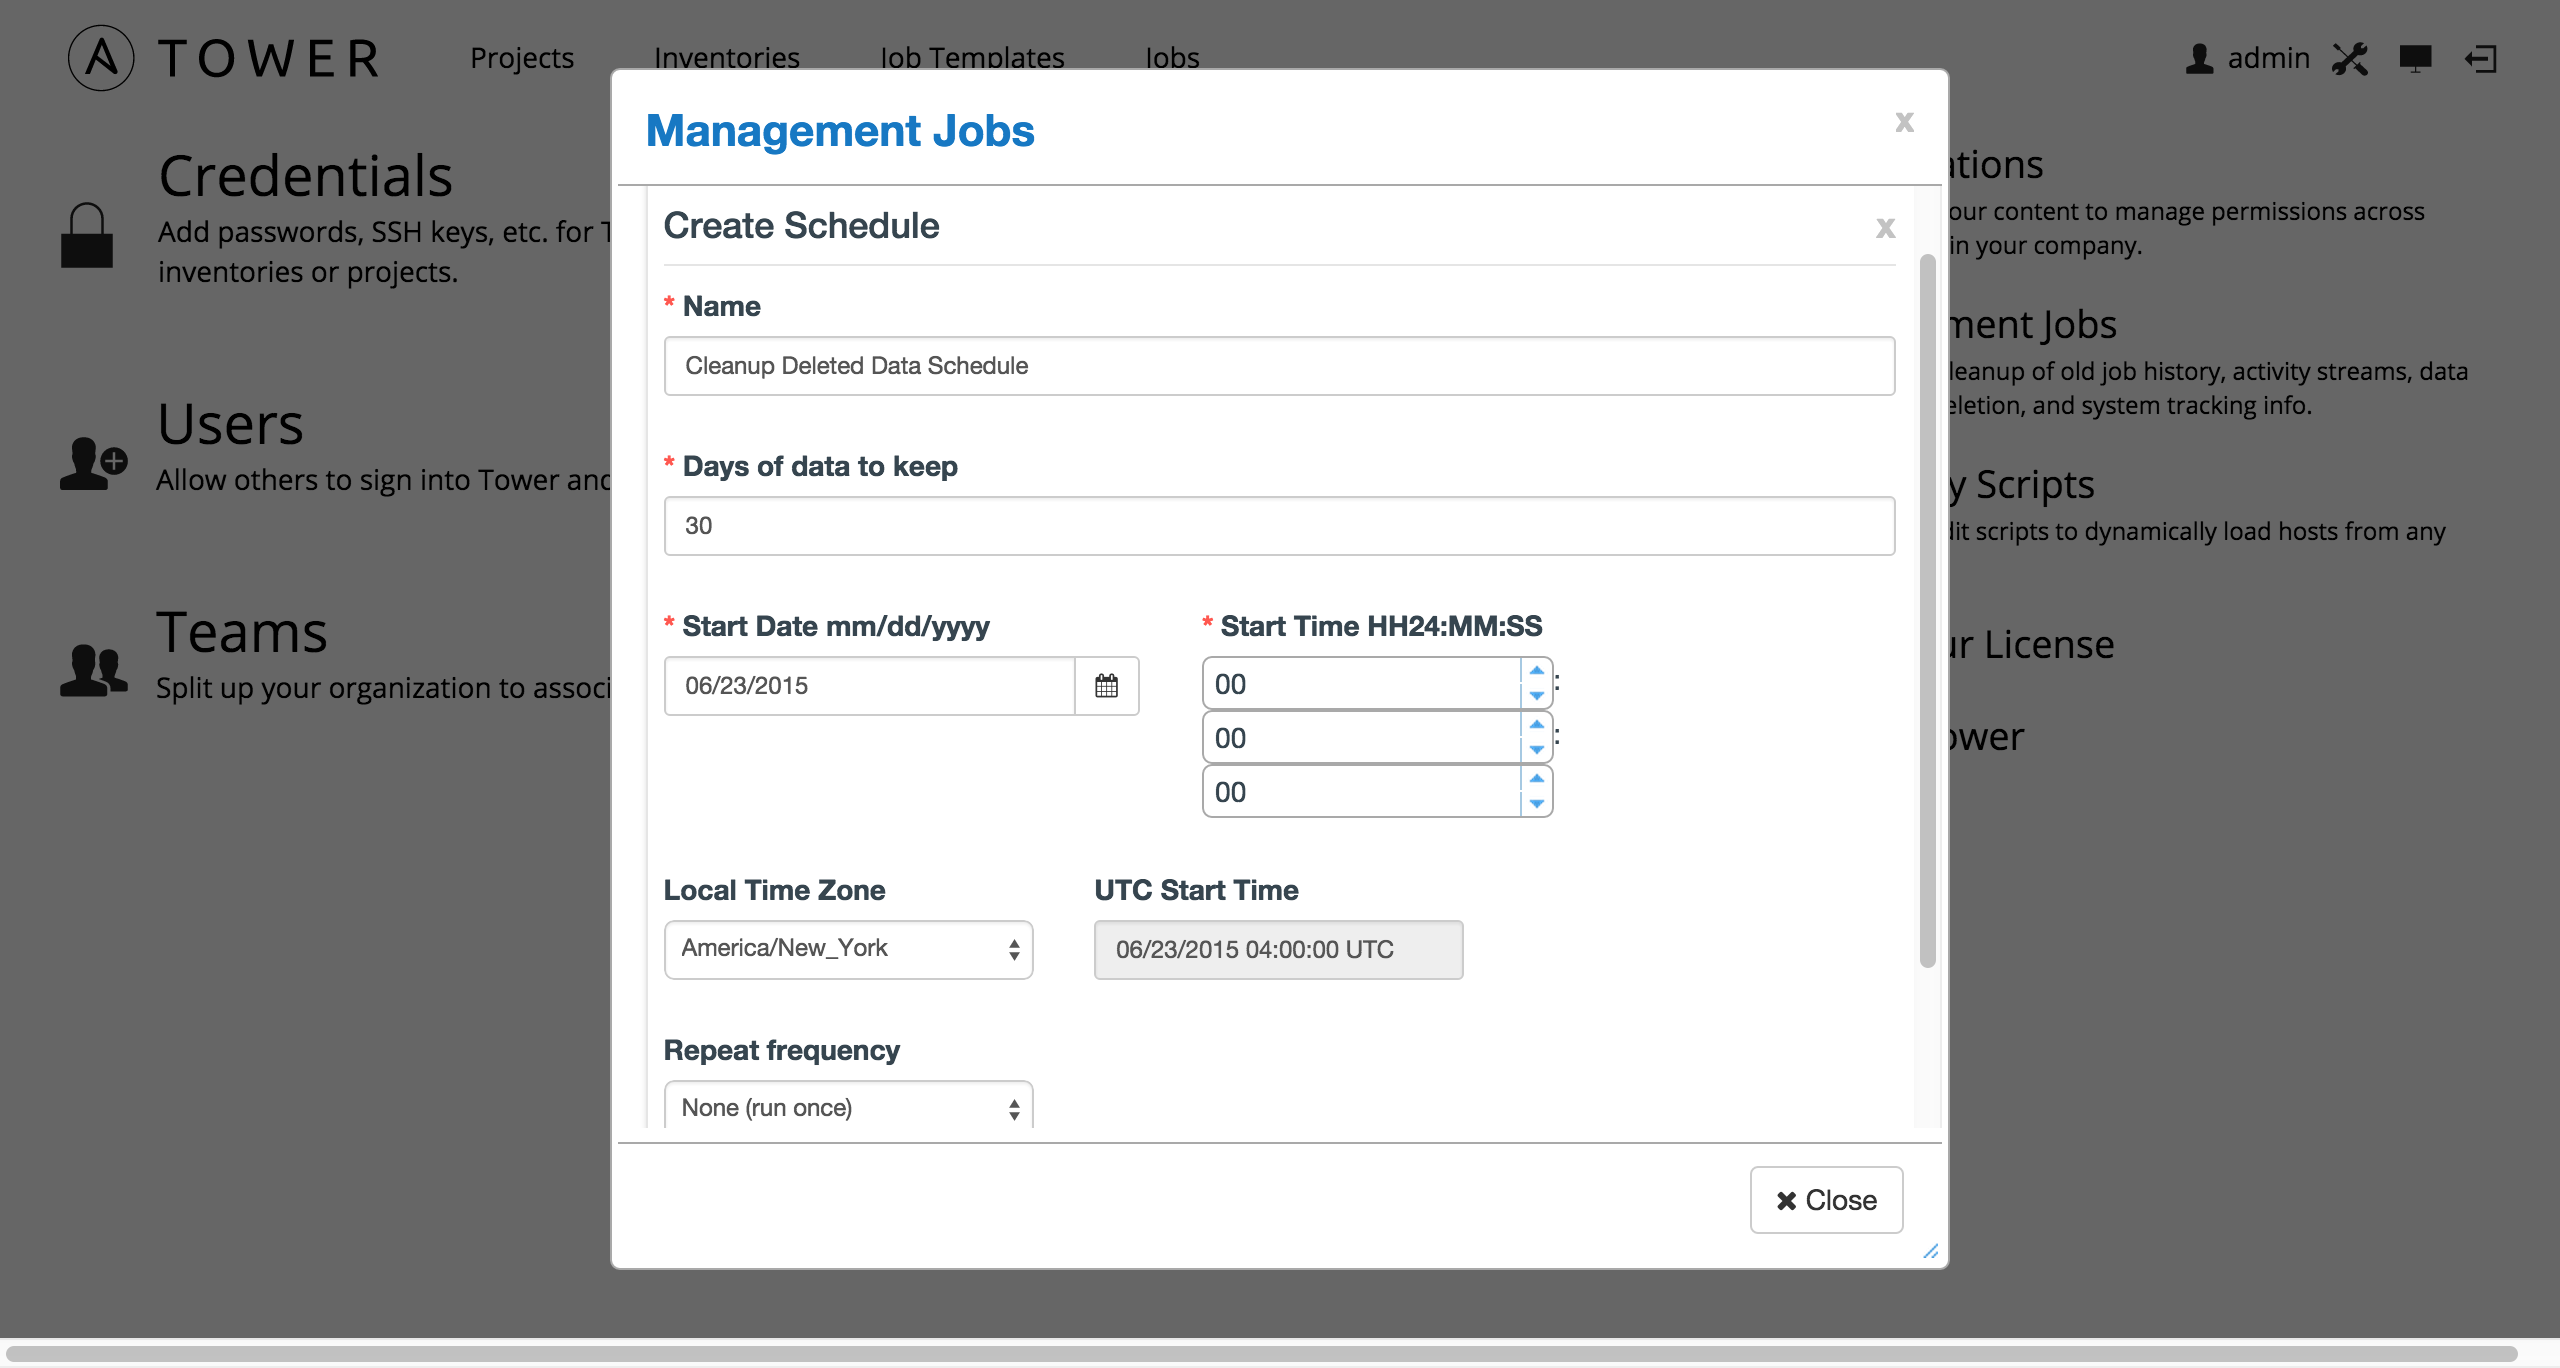 TOWER
Projects
Inventories
Job Templates
Jobs
admin
Credentials
Add passwords, SSH keys, etc. for
inventories or projects.
Users
Allow others to sign into Tower and
Teams
Split up your organization to associ
Management Jobs
x
Create Schedule
x
* Name
Cleanup Deleted Data Schedule
* Days of data to keep
30
* Start Date mm/dd/yyyy
06/23/2015
* Start Time HH24:MM:SS
00 :
00 :
00
Local Time Zone
America/New_York
UTC Start Time
06/23/2015 04:00:00 UTC
Repeat frequency
None (run once)
Close
ations
our content to manage permissions across
in your company.
ment Jobs
leanup of old job history, activity streams, data
eletion, and system tracking info.
y Scripts
dit scripts to dynamically load hosts from any
ur License
ower